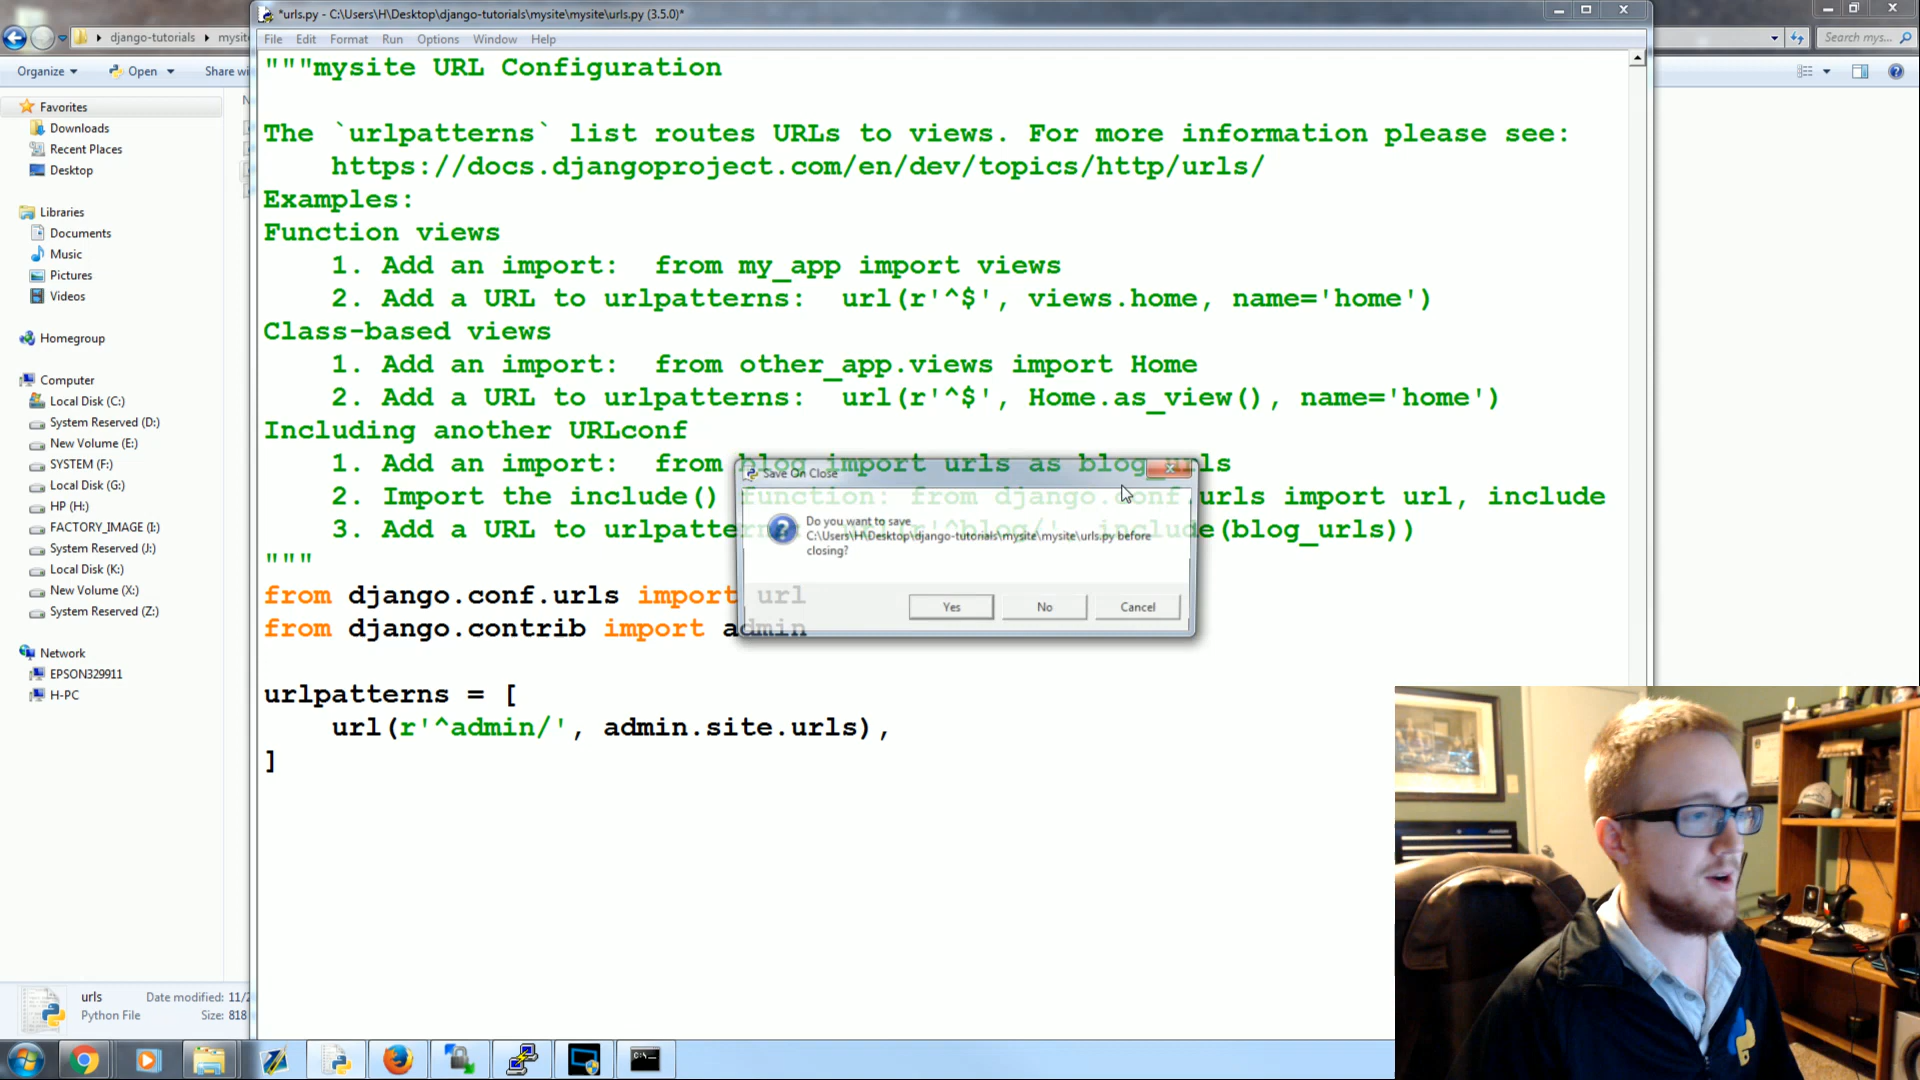 *urls.py - C:\Users\H\Desktop\django-tutorials\mysite\mysite\urls.py (3.5.0)*
django-tutorials
Search mys...
File Edit Format Run Options Window Help
Organize
Open
Favorites
Downloads
Recent Places
Desktop
Libraries
Documents
Music
Pictures
Videos
Homegroup
Computer
Local Disk (C:)
System Reserved (D:)
New Volume (E:)
SYSTEM (F:)
Local Disk (G:)
HP (H:)
FACTORY_IMAGE (I:)
System Reserved (J:)
Local Disk (K:)
New Volume (X:)
System Reserved (Z:)
Network
EPSON329911
H-PC
"""mysite URL Configuration
The `urlpatterns` list routes URLs to views. For more information please see:
https://docs.djangoproject.com/en/dev/topics/http/urls/
Examples:
Function views
1. Add an import:  from my_app import views
2. Add a URL to urlpatterns:  url(r'^$', views.home, name='home')
Class-based views
1. Add an import:  from other_app.views import Home
2. Add a URL to urlpatterns:  url(r'^$', Home.as_view(), name='home')
Including another URLconf
1. Add an import:  from blog import urls as blog_urls
2. Import the include() function: from django.conf.urls import url, include
3. Add a URL to urlpatterns:  url(r'^blog/', include(blog_urls))
"""
from django.conf.urls import url
from django.contrib import admin
urlpatterns = [
url(r'^admin/', admin.site.urls),
]
Save On Close
Do you want to save
C:\Users\H\Desktop\django-tutorials\mysite\mysite\urls.py before
closing?
Yes No Cancel
urls
Date modified: 11/2
Python File
Size: 818